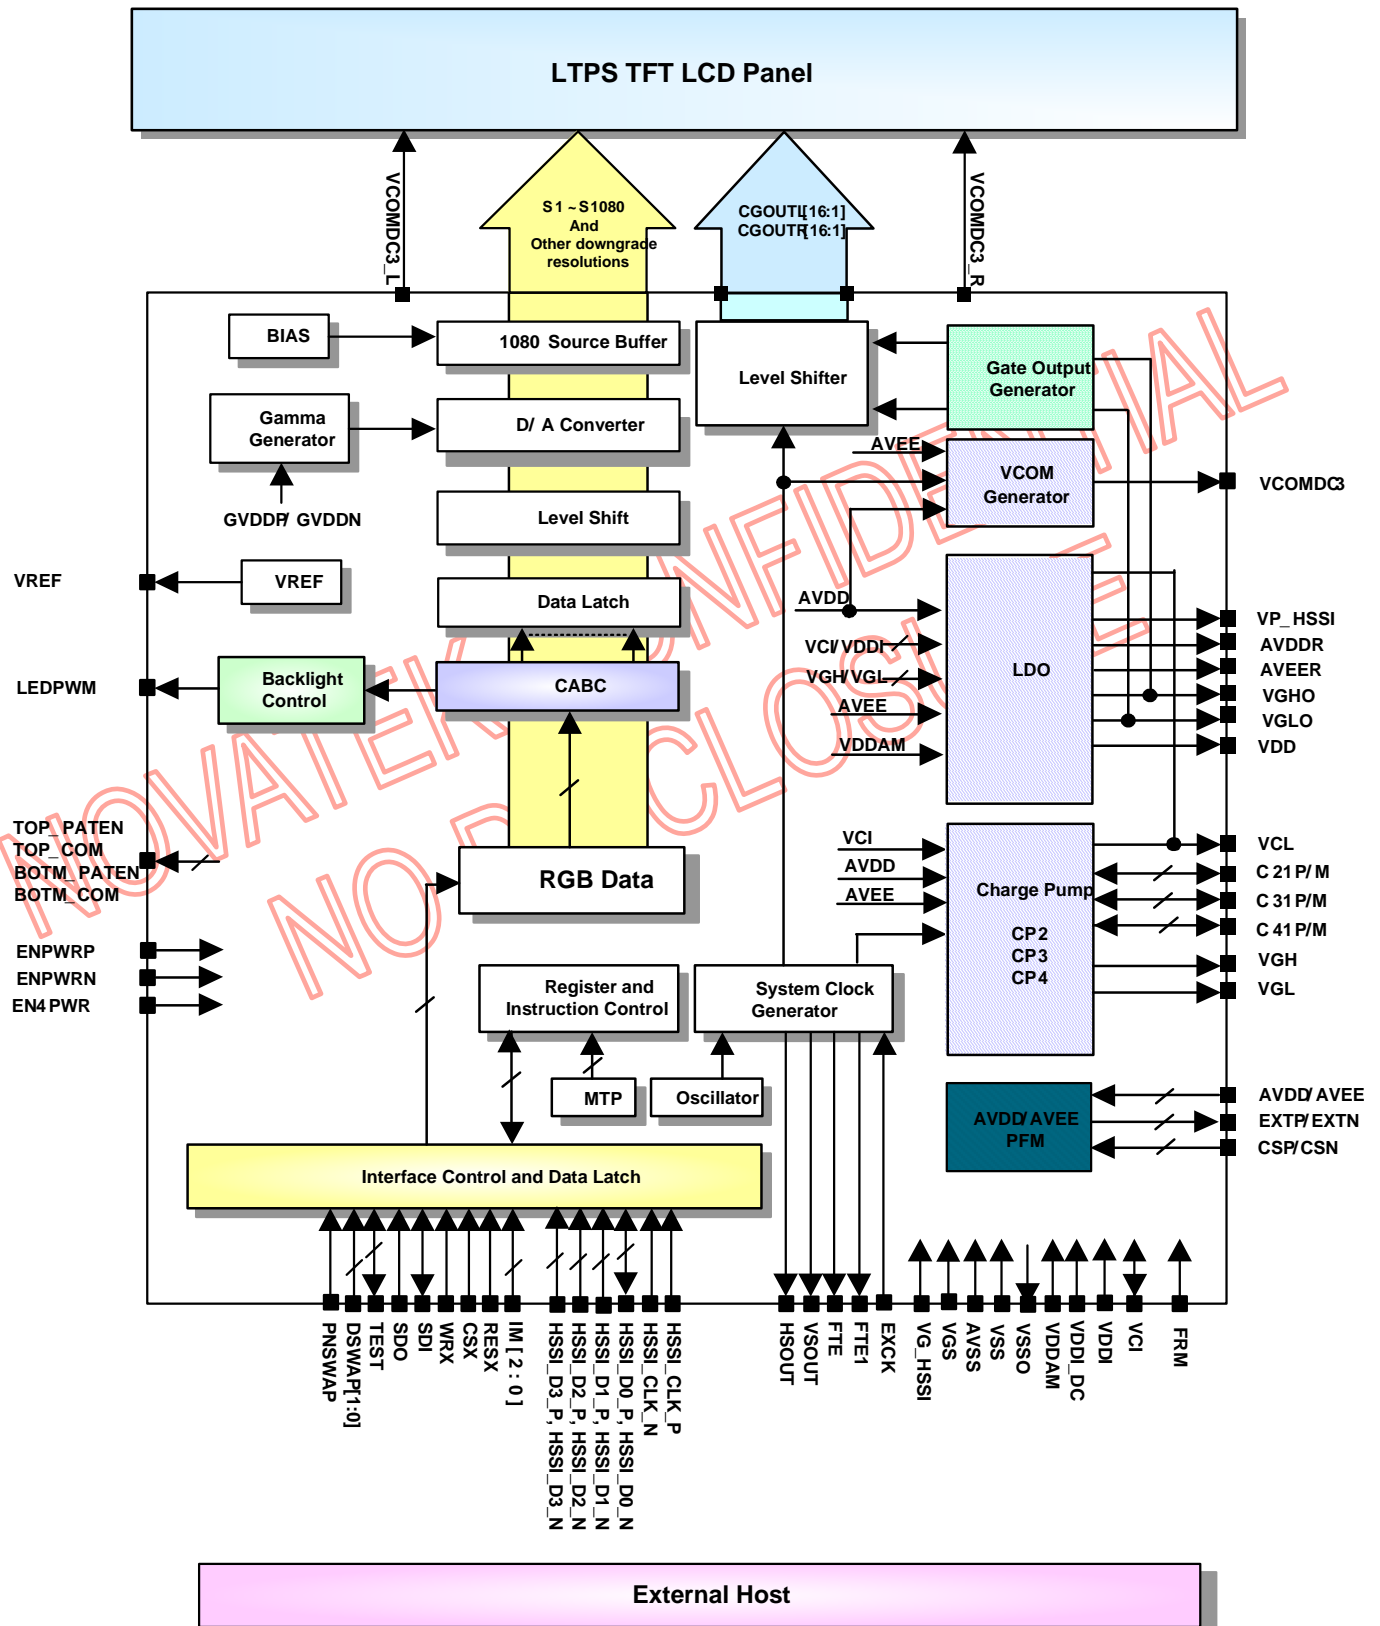 LTPS TFT LCD Panel
VCOMDC3_L
S1 ~ S1080
And
Other downgrade
resolutions
CGOUTL[16:1]
CGOUTR[16:1]
VCOMDC3_R
BIAS
1080 Source Buffer
Level Shifter
Gate Output
Generator
Gamma
Generator
D/ A Converter
AVEE
VCOM
Generator
VCOMDC3
GVDDP/ GVDDN
Level Shift
VREF
VREF
Data Latch
AVDD
VCI/VDDI
VGH/VGL
AVEE
VDDAM
LDO
VP_HSSI
AVDDR
AVEER
VGHO
VGLO
VDD
LEDPWM
Backlight
Control
CABC
NOVATEK CONFIDENTIAL
NO DISCLOSURE
TOP_PATEN
TOP_COM
BOTM_PATEN
BOTM_COM
RGB Data
VCI
AVDD
AVEE
Charge Pump
CP2
CP3
CP4
VCL
C 21 P/ M
C 31 P/M
C 41 P/M
VGH
VGL
ENPWRP
ENPWRN
EN4 PWR
Register and
Instruction Control
System Clock
Generator
MTP
Oscillator
AVDD/AVEE
PFM
AVDD/ AVEE
EXTP/ EXTN
CSP/ CSN
Interface Control and Data Latch
PNSWAP
DSWAP[1:0]
TEST
SDO
SDI
WRX
CSX
RESX
IM [ 2 : 0 ]
HSSI_D3_P, HSSI_D3_N
HSSI_D2_P, HSSI_D2_N
HSSI_D1_P, HSSI_D1_N
HSSI_D0_P, HSSI_D0_N
HSSI_CLK_N
HSSI_CLK_P
HSOUT
VSOUT
FTE
FTE1
EXCK
VG_HSSI
VGS
AVSS
VSS
VSSO
VDDAM
VDDI_DC
VDDI
VCI
FRM
External Host